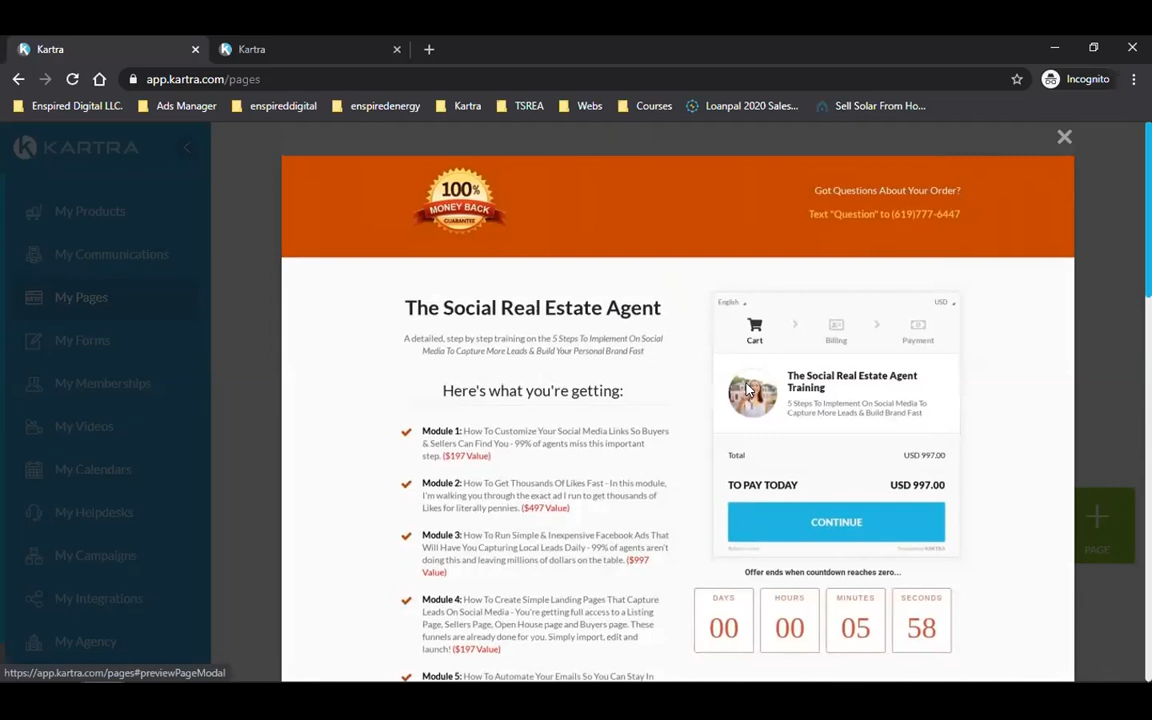 Kartra
Kartra
app.kartra.com/pages
Incognito
Enspired Digital LLC.
Ads Manager
enspireddigital
enspiredenergy
Kartra
TSREA
Webs
Courses
Loanpal 2020 Sales...
Sell Solar From Ho...
KARTRA
My Products
My Communications
My Pages
My Forms
My Memberships
My Videos
My Calendars
My Helpdesks
My Campaigns
My Integrations
My Agency
https://app.kartra.com/pages#previewPageModal
100%
MONEY BACK
GUARANTEE
Got Questions About Your Order?
Text "Question" to (619)777-6447
The Social Real Estate Agent
A detailed, step by step training on the 5 Steps To Implement On Social
Media To Capture More Leads & Build Your Personal Brand Fast
Here's what you're getting:
Module 1: How To Customize Your Social Media Links So Buyers
& Sellers Can Find You - 99% of agents miss this important
step. ($197 Value)
Module 2: How To Get Thousands Of Likes Fast - In this module,
I'm walking you through the exact ad I run to get thousands of
Likes for literally pennies. ($497 Value)
Module 3: How To Run Simple & Inexpensive Facebook Ads That
Will Have You Capturing Local Leads Daily - 99% of agents aren't
doing this and leaving millions of dollars on the table. ($997
Value)
Module 4: How To Create Simple Landing Pages That Capture
Leads On Social Media - You're getting full access to a Listing
Page, Sellers Page, Open House page and Buyers page. These
funnels are already done for you. Simply import, edit and
launch! ($197 Value)
Module 5: How To Automate Your Emails So You Can Stay In
English
USD
Cart
Billing
Payment
The Social Real Estate Agent
Training
5 Steps To Implement On Social Media To
Capture More Leads & Build Brand Fast
Total
USD 997.00
TO PAY TODAY
USD 997.00
CONTINUE
KARTRA
Offer ends when countdown reaches zero...
DAYS
HOURS
MINUTES
SECONDS
00
00
05
58
PAGE